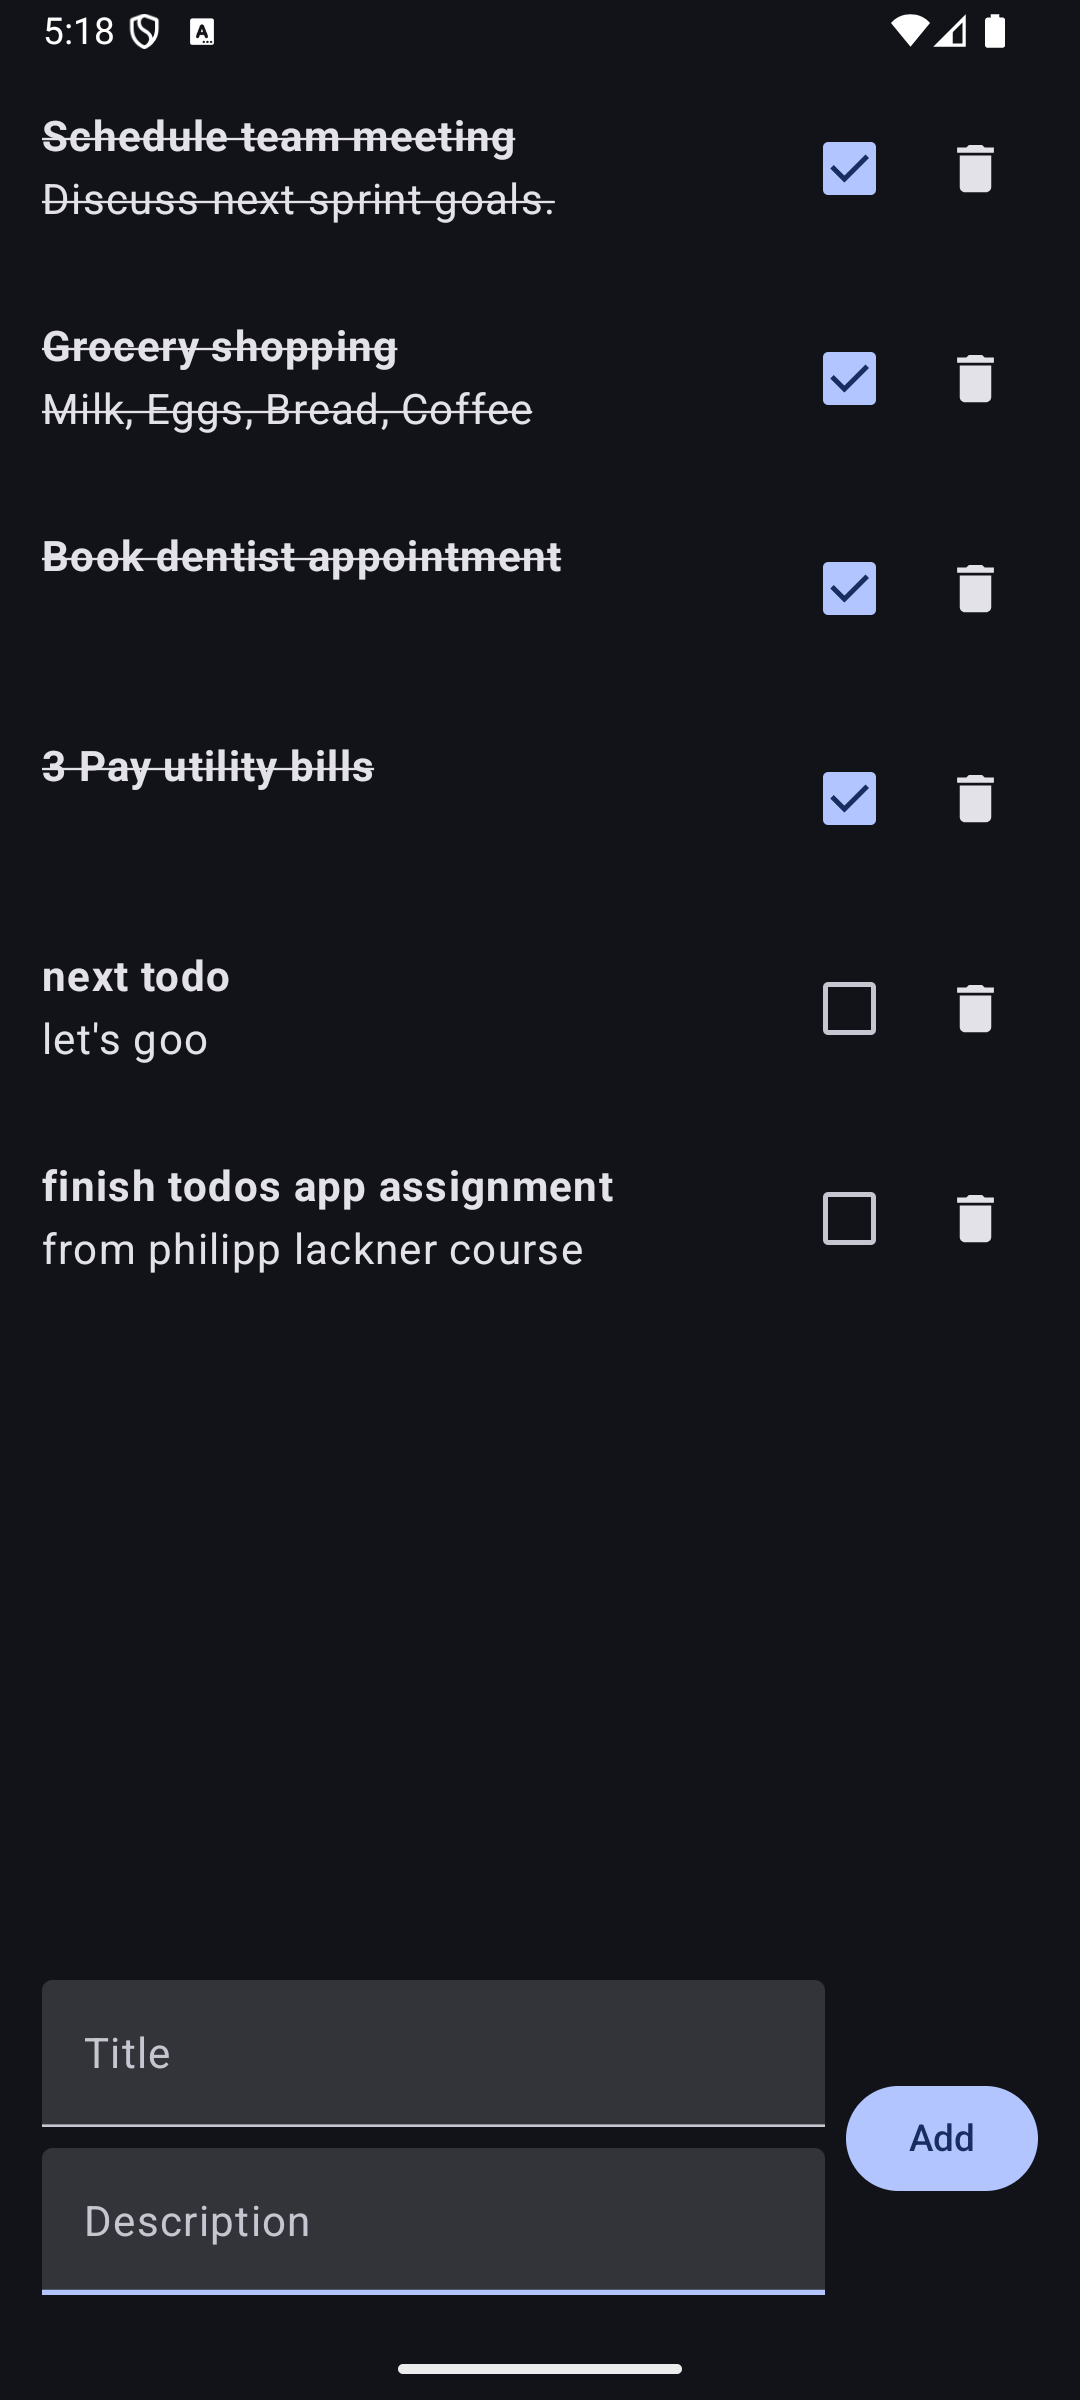 5:18
Schedule team meeting
Discuss next sprint goals.
Grocery shopping
Milk, Eggs, Bread, Coffee
Book dentist appointment
3 Pay utility bills
next todo
let's goo
finish todos app assignment
from philipp lackner course
Title
Add
Description